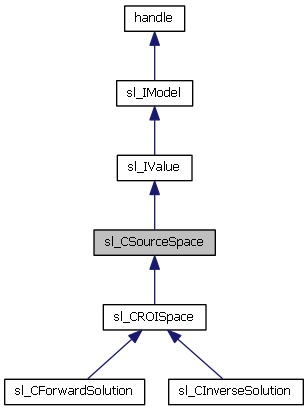 handle
sl_IModel
sl_IValue
sl_CSourceSpace
sl_CROISpace
sl_CForwardSolution
sl_CInverseSolution